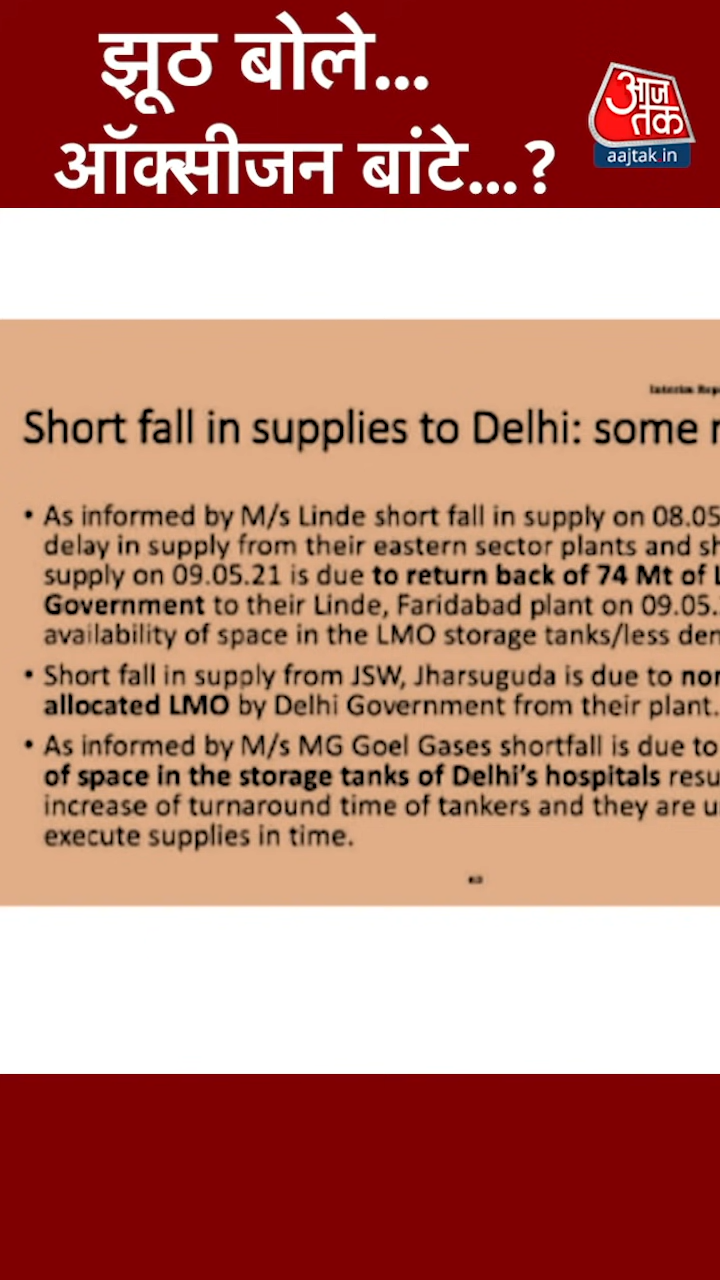 झूठ बोले...
ऑक्सीजन बांटे...?
आज
तक
aajtak.in
Interim Rep
Short fall in supplies to Delhi: some
• As informed by M/s Linde short fall in supply on 08.05
delay in supply from their eastern sector plants and sh
supply on 09.05.21 is due to return back of 74 Mt of L
Government to their Linde, Faridabad plant on 09.05.
availability of space in the LMO storage tanks/less den
• Short fall in supply from JSW, Jharsuguda is due to non
allocated LMO by Delhi Government from their plant.
• As informed by M/s MG Goel Gases shortfall is due to
of space in the storage tanks of Delhi's hospitals resu
increase of turnaround time of tankers and they are u
execute supplies in time.